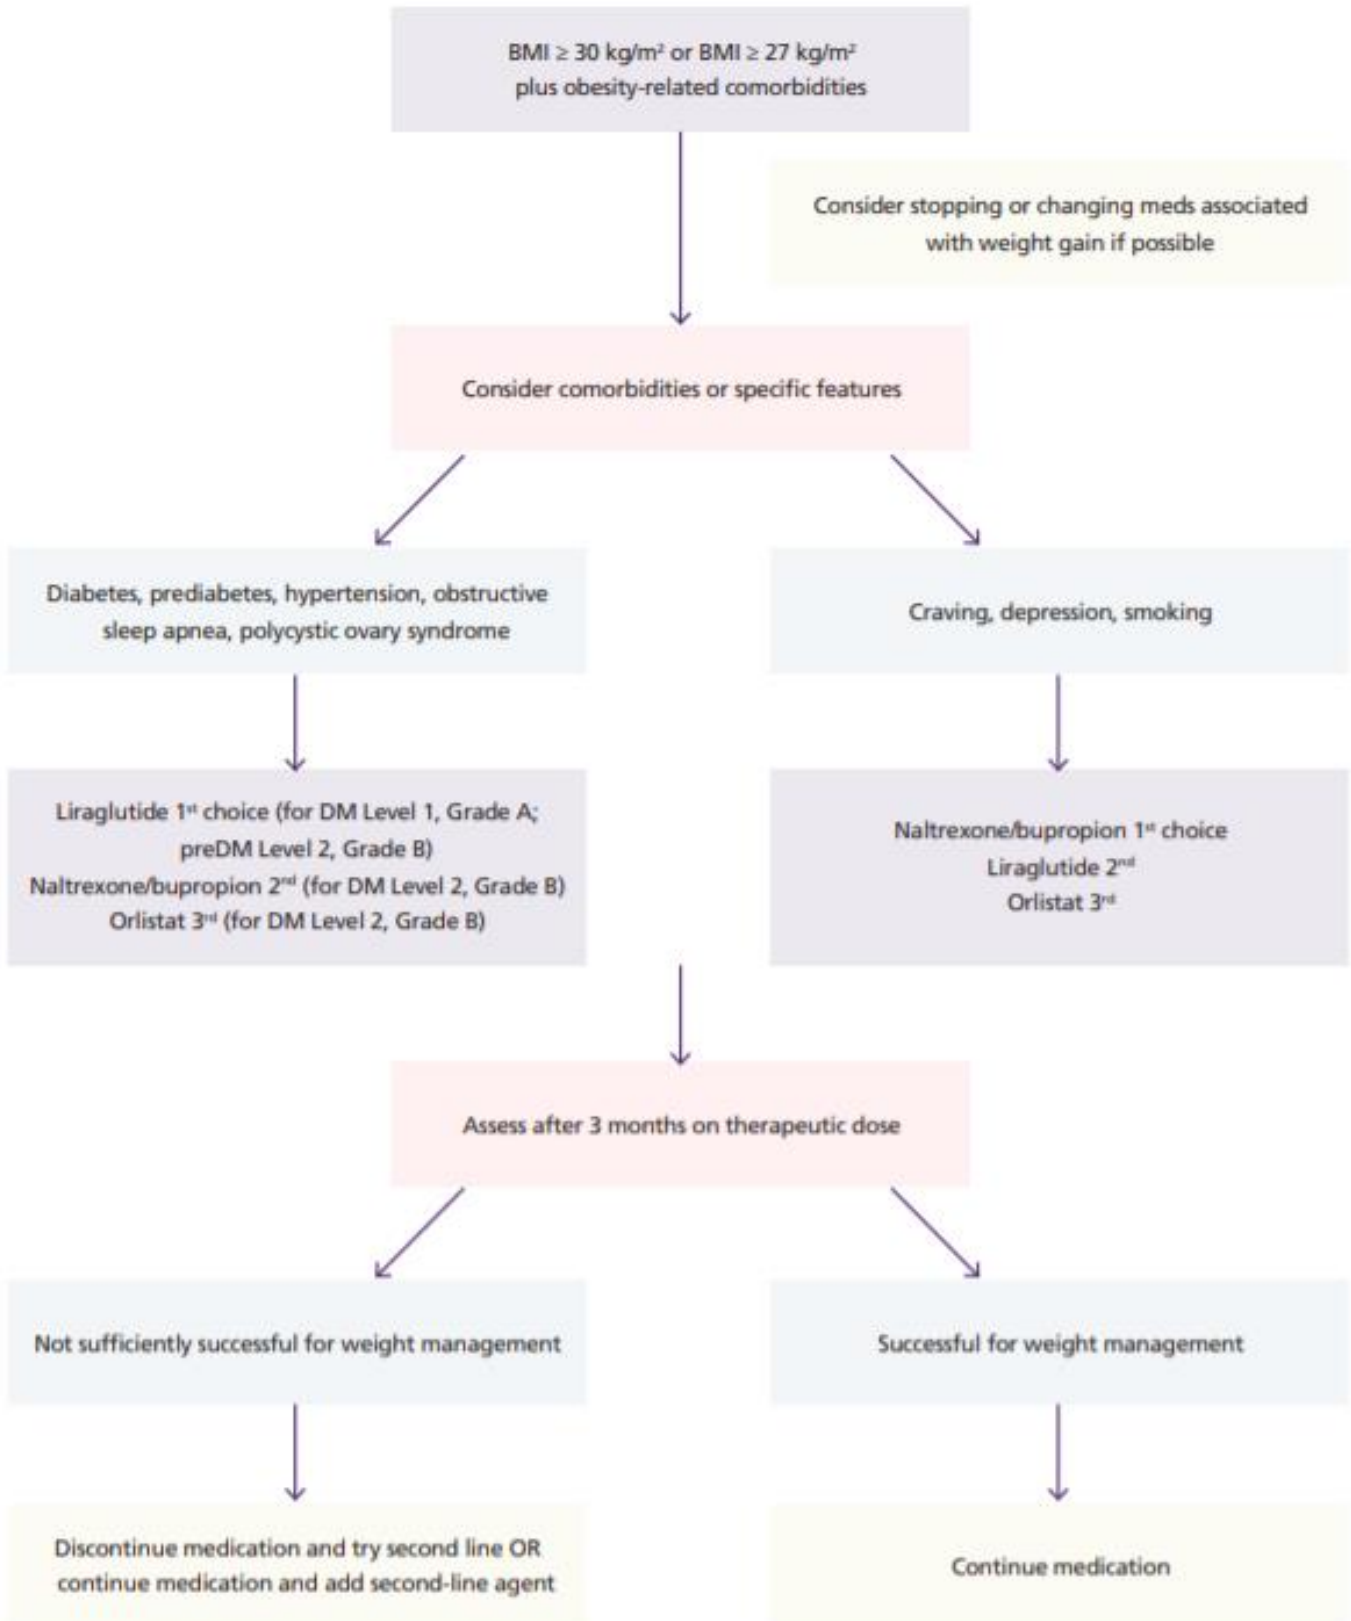 BMI ≥ 30 kg/m² or BMI ≥ 27 kg/m²
plus obesity-related comorbidities
Consider stopping or changing meds associated
with weight gain if possible
Consider comorbidities or specific features
Diabetes, prediabetes, hypertension, obstructive
sleep apnea, polycystic ovary syndrome
Craving, depression, smoking
Liraglutide 1st choice (for DM Level 1, Grade A;
preDM Level 2, Grade B)
Naltrexone/bupropion 2nd (for DM Level 2, Grade B)
Orlistat 3rd (for DM Level 2, Grade B)
Naltrexone/bupropion 1st choice
Liraglutide 2nd
Orlistat 3rd
Assess after 3 months on therapeutic dose
Not sufficiently successful for weight management
Successful for weight management
Discontinue medication and try second line OR
continue medication and add second-line agent
Continue medication